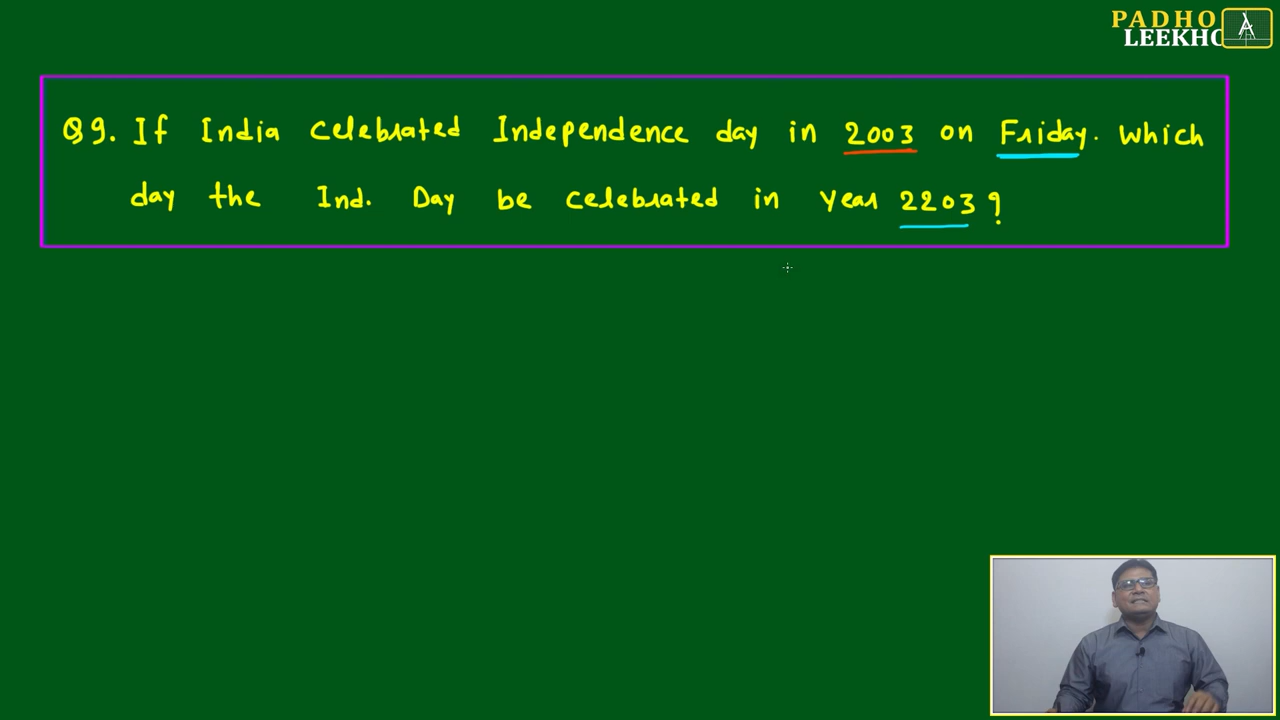 PADHO
LEEKHO
Q9. If India celebrated Independence day in 2003 on Friday. Which
day the Ind. Day be celebrated in year 2203?